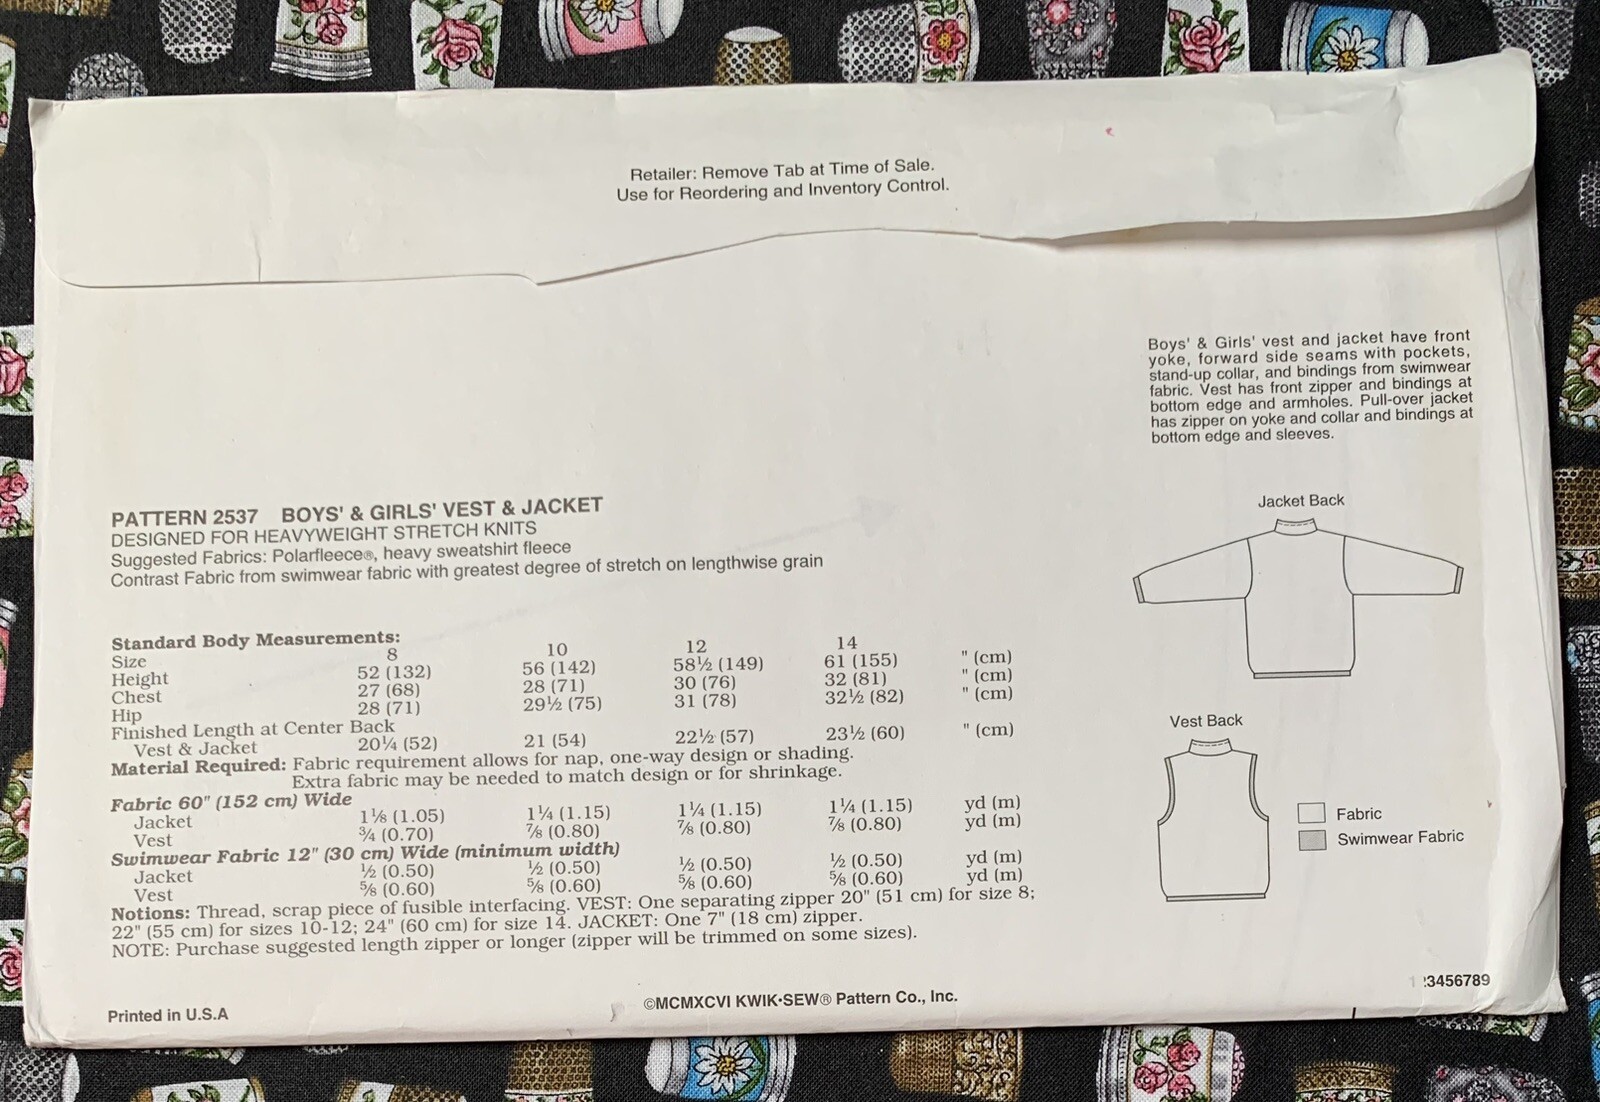 Retailer: Remove Tab at Time of Sale.
Use for Reordering and Inventory Control.
Boys' & Girls' vest and jacket have front
yoke, forward side seams with pockets,
stand-up collar, and bindings from swimwear
fabric. Vest has front zipper and bindings at
bottom edge and armholes. Pull-over jacket
has zipper on yoke and collar and bindings at
bottom edge and sleeves.
PATTERN 2537 BOYS' & GIRLS' VEST & JACKET
DESIGNED FOR HEAVYWEIGHT STRETCH KNITS
Suggested Fabrics: Polarfleece®, heavy sweatshirt fleece
Contrast Fabric from swimwear fabric with greatest degree of stretch on lengthwise grain
Standard Body Measurements:
Size 8 10 12 14
Height 52 (132) 56 (142) 58½ (149) 61 (155) " (cm)
Chest 27 (68) 28 (71) 30 (76) 32 (81) " (cm)
Hip 28 (71) 29½ (75) 31 (78) 32½ (82) " (cm)
Finished Length at Center Back
Vest & Jacket 20¼ (52) 21 (54) 22½ (57) 23½ (60) " (cm)
Material Required: Fabric requirement allows for nap, one-way design or shading.
Extra fabric may be needed to match design or for shrinkage.
Fabric 60" (152 cm) Wide
Jacket 1⅛ (1.05) 1¼ (1.15) 1¼ (1.15) 1¼ (1.15) yd (m)
Vest ¾ (0.70) ⅞ (0.80) ⅞ (0.80) ⅞ (0.80) yd (m)
Swimwear Fabric 12" (30 cm) Wide (minimum width)
Jacket ½ (0.50) ½ (0.50) ½ (0.50) ½ (0.50) yd (m)
Vest ⅝ (0.60) ⅝ (0.60) ⅝ (0.60) ⅝ (0.60) yd (m)
Notions: Thread, scrap piece of fusible interfacing. VEST: One separating zipper 20" (51 cm) for size 8;
22" (55 cm) for sizes 10-12; 24" (60 cm) for size 14. JACKET: One 7" (18 cm) zipper.
NOTE: Purchase suggested length zipper or longer (zipper will be trimmed on some sizes).
Jacket Back
Vest Back
Fabric
Swimwear Fabric
Printed in U.S.A
©MCMXCVI KWIK•SEW® Pattern Co., Inc.
3456789